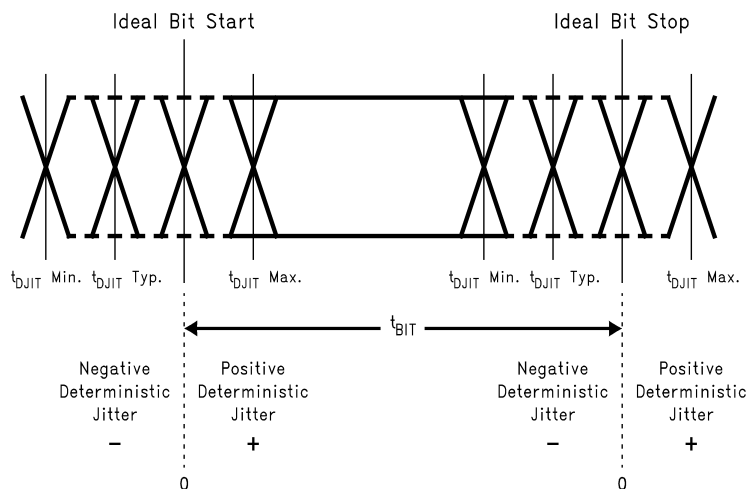 Ideal Bit Start
Ideal Bit Stop
tDJIT Min. tDJIT Typ. tDJIT Max. tDJIT Min. tDJIT Typ. tDJIT Max.
tBIT
Negative
Deterministic
Jitter
–
Positive
Deterministic
Jitter
+
Negative
Deterministic
Jitter
–
Positive
Deterministic
Jitter
+
0
0